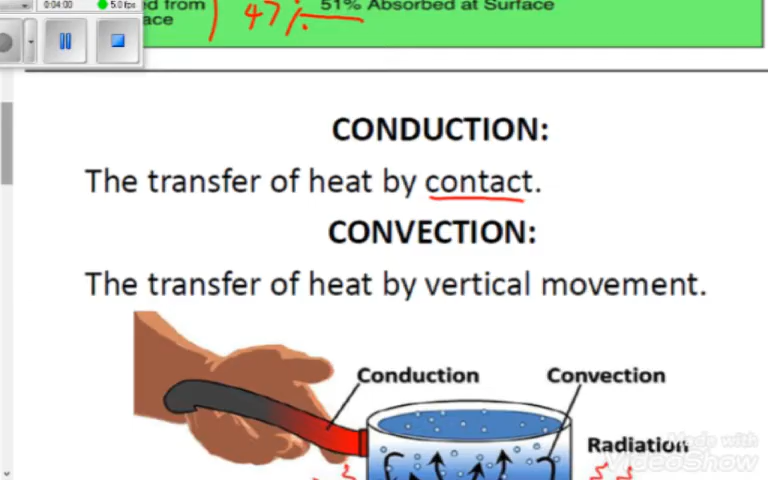 0:04:00 5.0 fps
ed from 47% 51% Absorbed at Surface
ace
CONDUCTION:
The transfer of heat by contact.
CONVECTION:
The transfer of heat by vertical movement.
Conduction Convection
Radiation
Made with
VideoShow